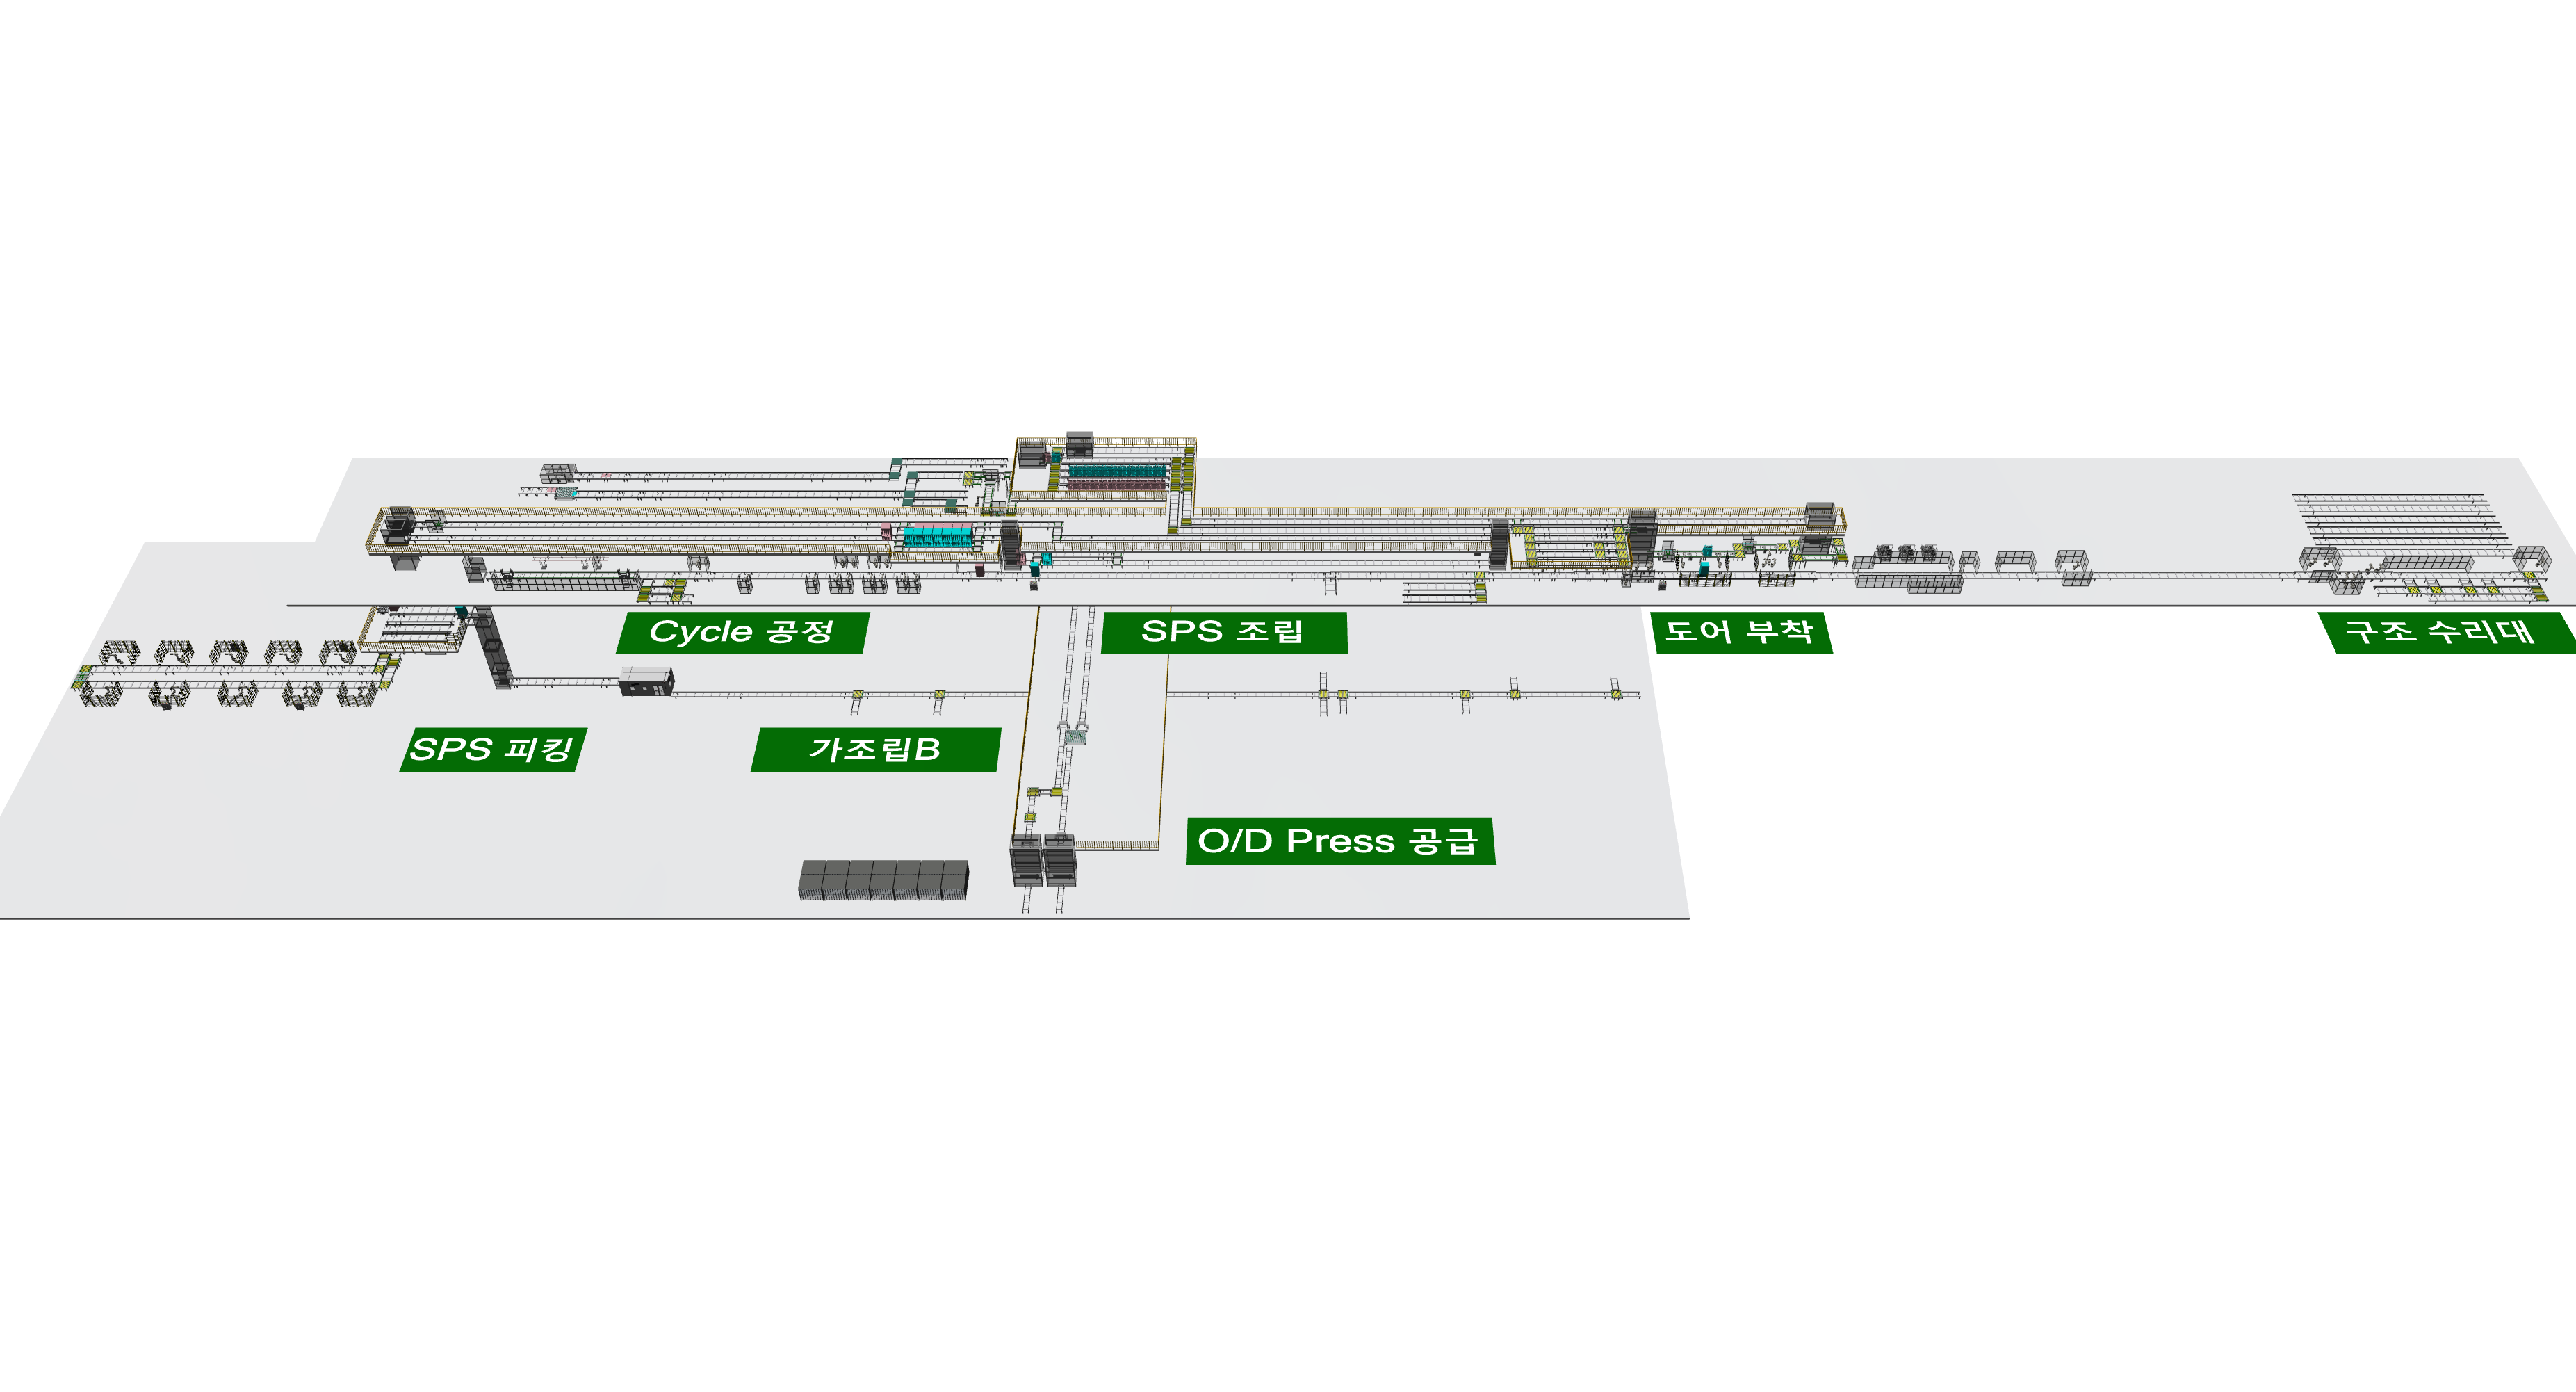 Cycle 공정
SPS 조립
도어 부착
구조 수리대
SPS 피킹
가조립B
O/D Press 공급